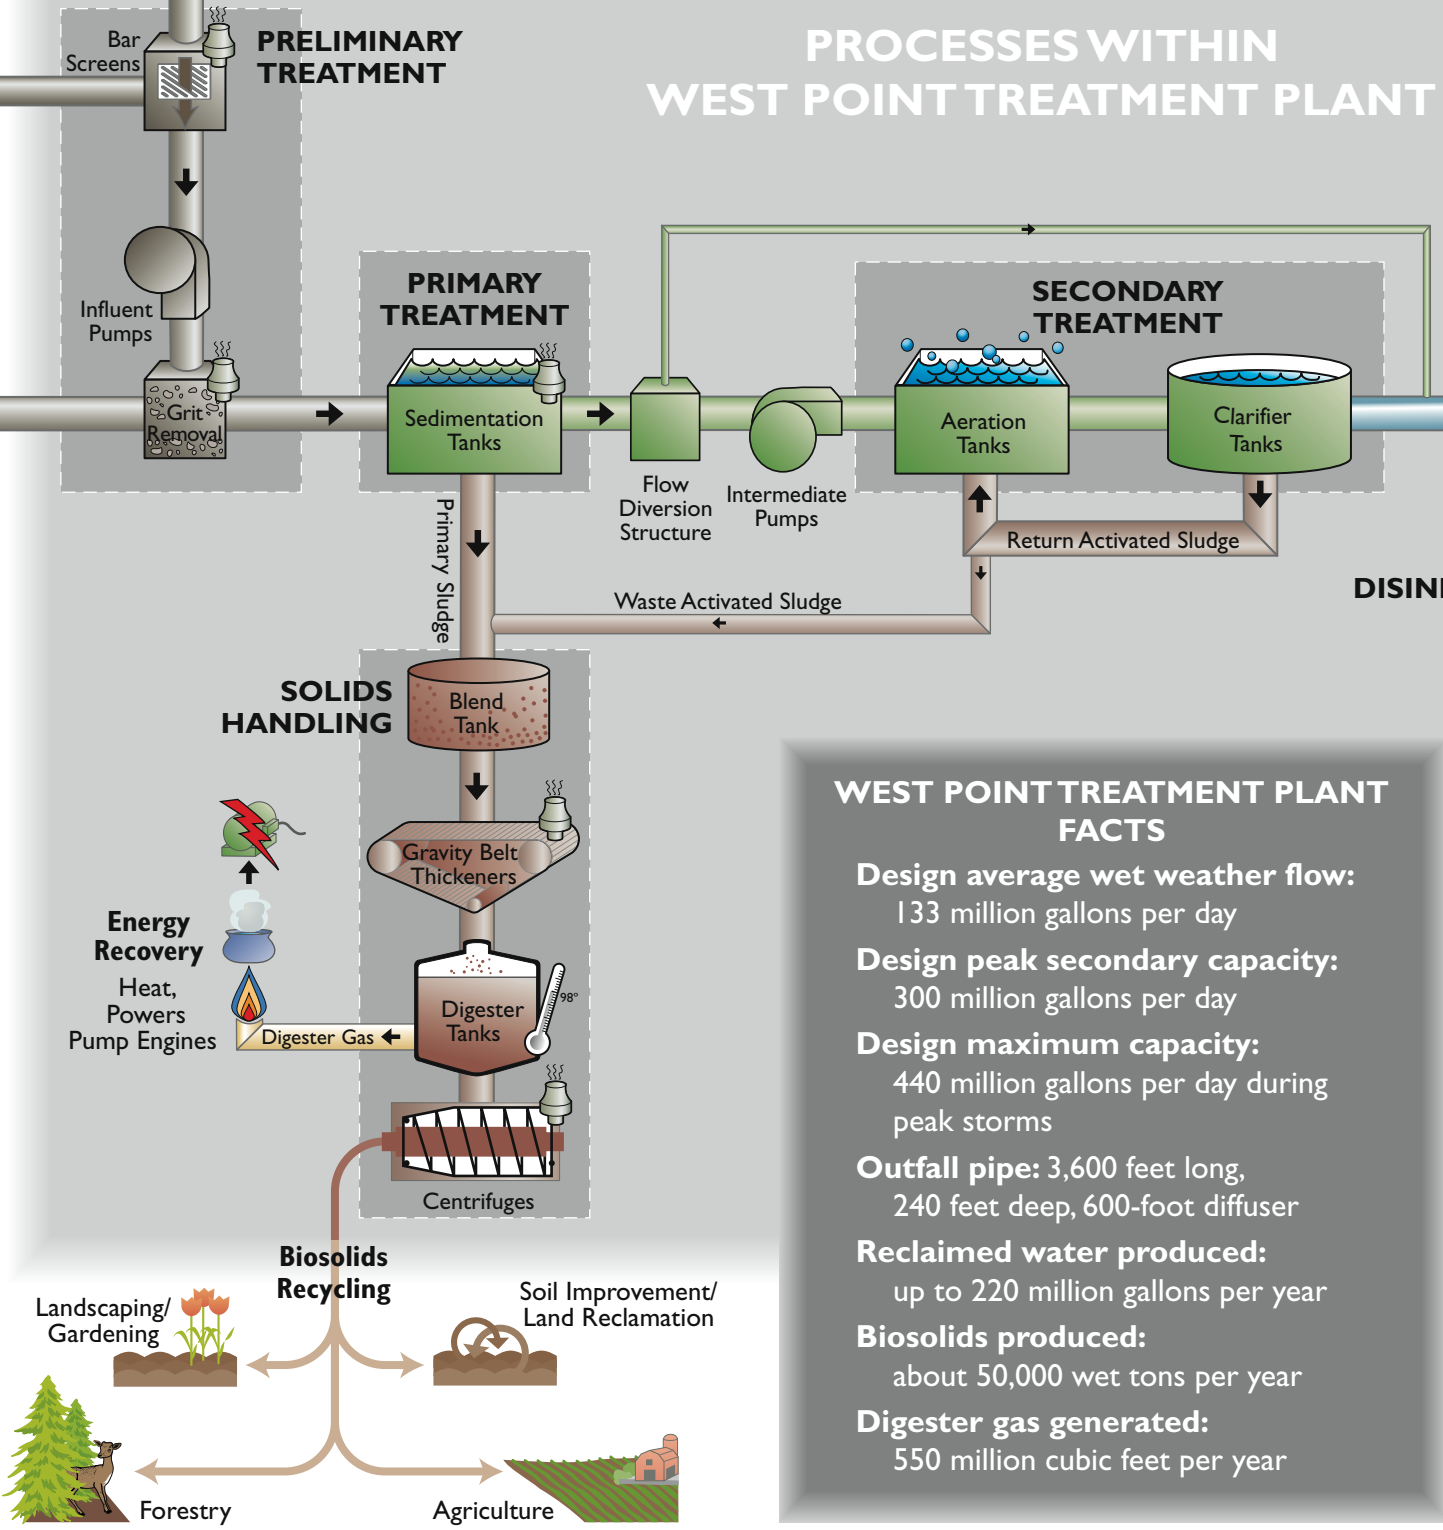 Bar
Screens
PRELIMINARY
TREATMENT
PROCESSES WITHIN
WEST POINT TREATMENT PLANT
Influent
Pumps
Grit
Removal
PRIMARY
TREATMENT
Sedimentation
Tanks
Flow
Diversion
Structure
Intermediate
Pumps
SECONDARY
TREATMENT
Aeration
Tanks
Clarifier
Tanks
Return Activated Sludge
Waste Activated Sludge
Primary Sludge
DISIN
SOLIDS
HANDLING
Blend
Tank
Gravity Belt
Thickeners
Digester
Tanks
98°
Digester Gas
Energy
Recovery
Heat,
Powers
Pump Engines
Centrifuges
Biosolids
Recycling
Landscaping/
Gardening
Soil Improvement/
Land Reclamation
Forestry
Agriculture
WEST POINT TREATMENT PLANT
FACTS
Design average wet weather flow:
133 million gallons per day
Design peak secondary capacity:
300 million gallons per day
Design maximum capacity:
440 million gallons per day during
peak storms
Outfall pipe: 3,600 feet long,
240 feet deep, 600-foot diffuser
Reclaimed water produced:
up to 220 million gallons per year
Biosolids produced:
about 50,000 wet tons per year
Digester gas generated:
550 million cubic feet per year